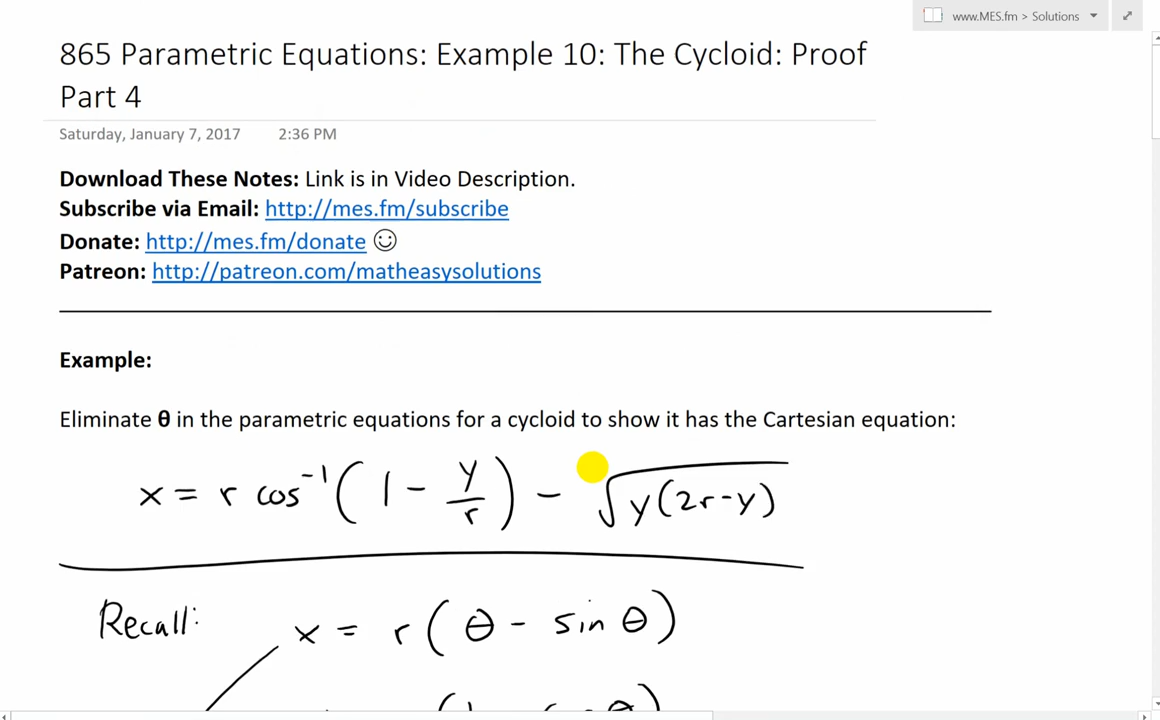 www.MES.fm > Solutions
865 Parametric Equations: Example 10: The Cycloid: Proof
Part 4
Saturday, January 7, 2017 2:36 PM
Download These Notes: Link is in Video Description.
Subscribe via Email: http://mes.fm/subscribe
Donate: http://mes.fm/donate ☺
Patreon: http://patreon.com/matheasysolutions
Example:
Eliminate θ in the parametric equations for a cycloid to show it has the Cartesian equation:
x = r cos⁻¹(1 - y/r) - √(y(2r-y))
Recall: x = r(θ - sin θ)